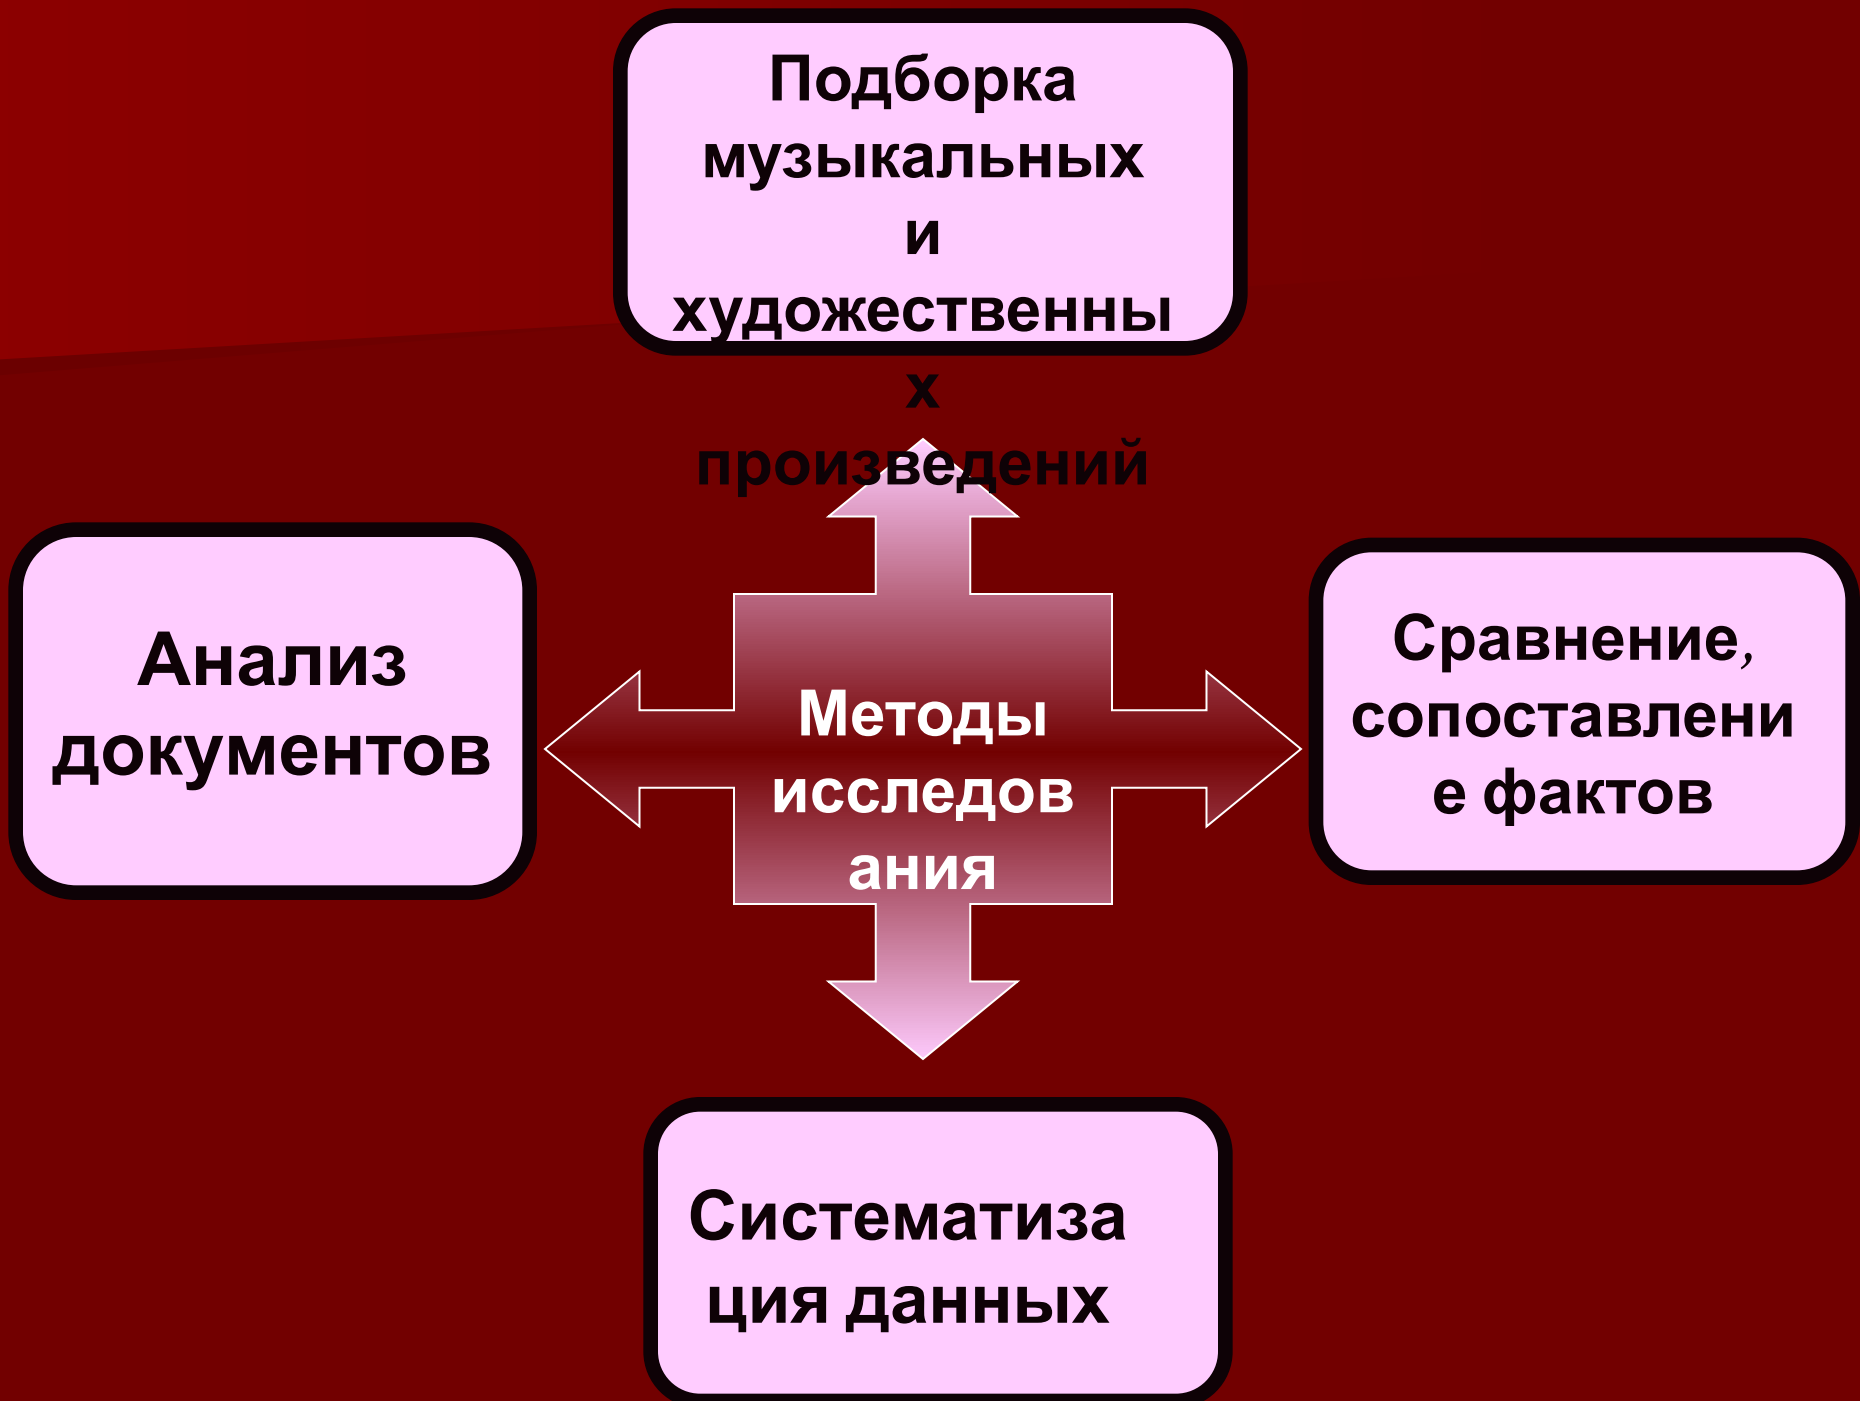 Подборка
музыкальных
и
художественны
х
произведений
Анализ
документов
Методы
исследов
ания
Сравнение,
сопоставлени
е фактов
Систематиза
ция данных